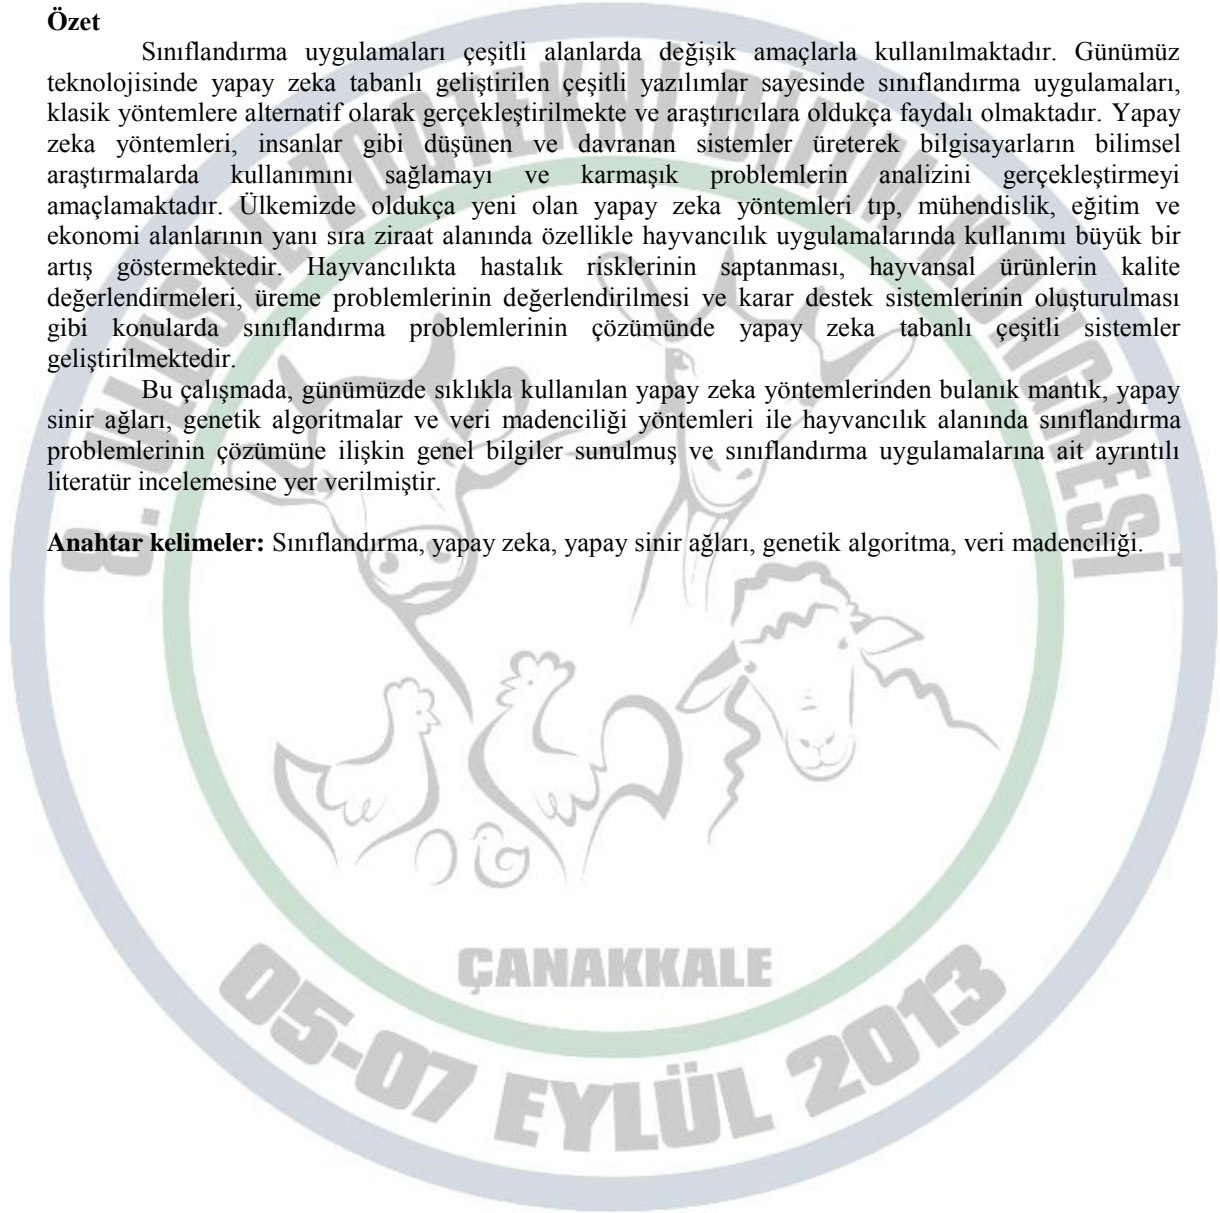 Özet
Sınıflandırma uygulamaları çeşitli alanlarda değişik amaçlarla kullanılmaktadır. Günümüz
teknolojisinde yapay zeka tabanlı geliştirilen çeşitli yazılımlar sayesinde sınıflandırma uygulamaları,
klasik yöntemlere alternatif olarak gerçekleştirilmekte ve araştırıcılara oldukça faydalı olmaktadır. Yapay
zeka yöntemleri, insanlar gibi düşünen ve davranan sistemler üreterek bilgisayarların bilimsel
araştırmalarda kullanımını sağlamayı ve karmaşık problemlerin analizini gerçekleştirmeyi
amaçlamaktadır. Ülkemizde oldukça yeni olan yapay zeka yöntemleri tıp, mühendislik, eğitim ve
ekonomi alanlarının yanı sıra ziraat alanında özellikle hayvancılık uygulamalarında kullanımı büyük bir
artış göstermektedir. Hayvancılıkta hastalık risklerinin saptanması, hayvansal ürünlerin kalite
değerlendirmeleri, üreme problemlerinin değerlendirilmesi ve karar destek sistemlerinin oluşturulması
gibi konularda sınıflandırma problemlerinin çözümünde yapay zeka tabanlı çeşitli sistemler
geliştirilmektedir.
Bu çalışmada, günümüzde sıklıkla kullanılan yapay zeka yöntemlerinden bulanık mantık, yapay
sinir ağları, genetik algoritmalar ve veri madenciliği yöntemleri ile hayvancılık alanında sınıflandırma
problemlerinin çözümüne ilişkin genel bilgiler sunulmuş ve sınıflandırma uygulamalarına ait ayrıntılı
literatür incelemesine yer verilmiştir.
Anahtar kelimeler: Sınıflandırma, yapay zeka, yapay sinir ağları, genetik algoritma, veri madenciliği.
8. ULUSAL ZOOTEKNİ BİLİM KONGRESİ
ÇANAKKALE
05-07 EYLÜL 2013